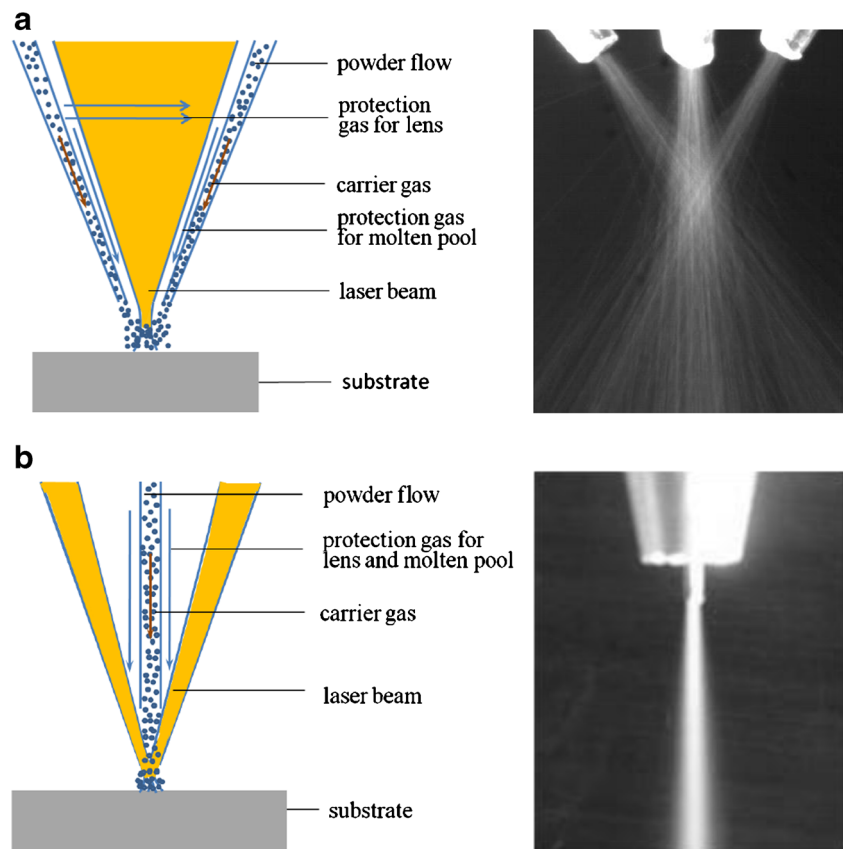 a
powder flow
protection
gas for lens
carrier gas
protection gas
for molten pool
laser beam
substrate
b
powder flow
protection gas for
lens and molten pool
carrier gas
laser beam
substrate